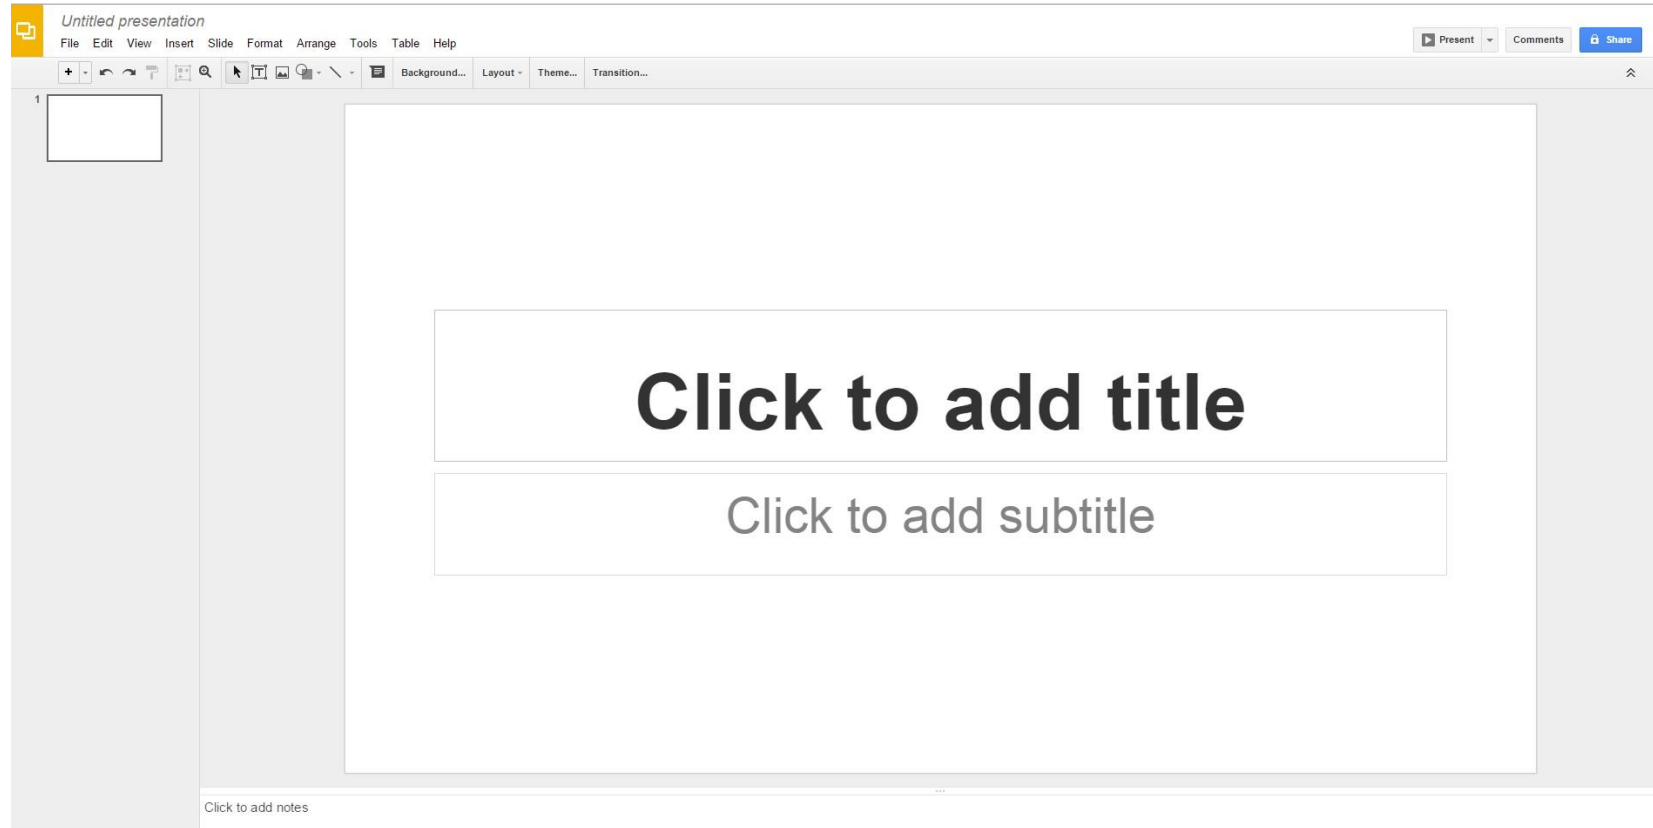 Untitled presentation
File Edit View Insert Slide Format Arrange Tools Table Help
Present Comments Share
Background... Layout Theme... Transition...
1
Click to add title
Click to add subtitle
Click to add notes